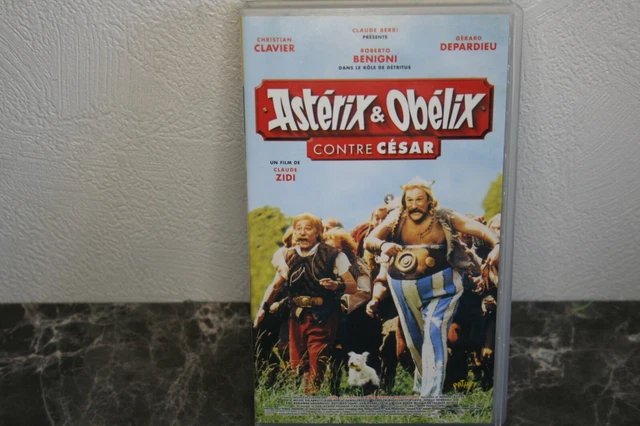 CLAUDE BERRI
PRÉSENTE
CHRISTIAN
CLAVIER
GÉRARD
DEPARDIEU
ROBERTO
BENIGNI
DANS LE RÔLE DE DÉTRITUS
Astérix & Obélix
CONTRE CÉSAR
UN FILM DE
CLAUDE
ZIDI
PATHÉ